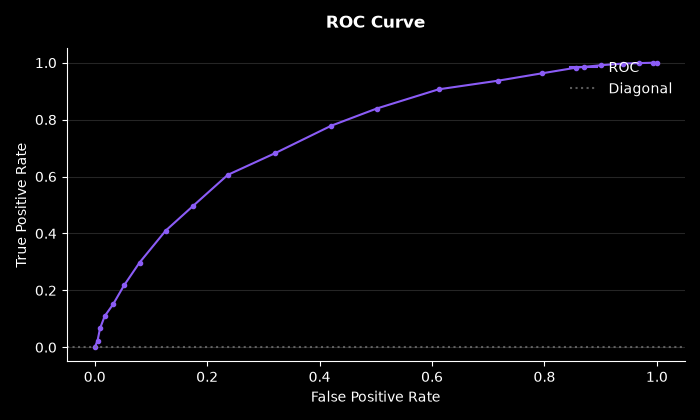 ROC Curve
True Positive Rate
1.0
0.8
0.6
0.4
0.2
0.0
ROC
Diagonal
0.0 0.2 0.4 0.6 0.8 1.0
False Positive Rate